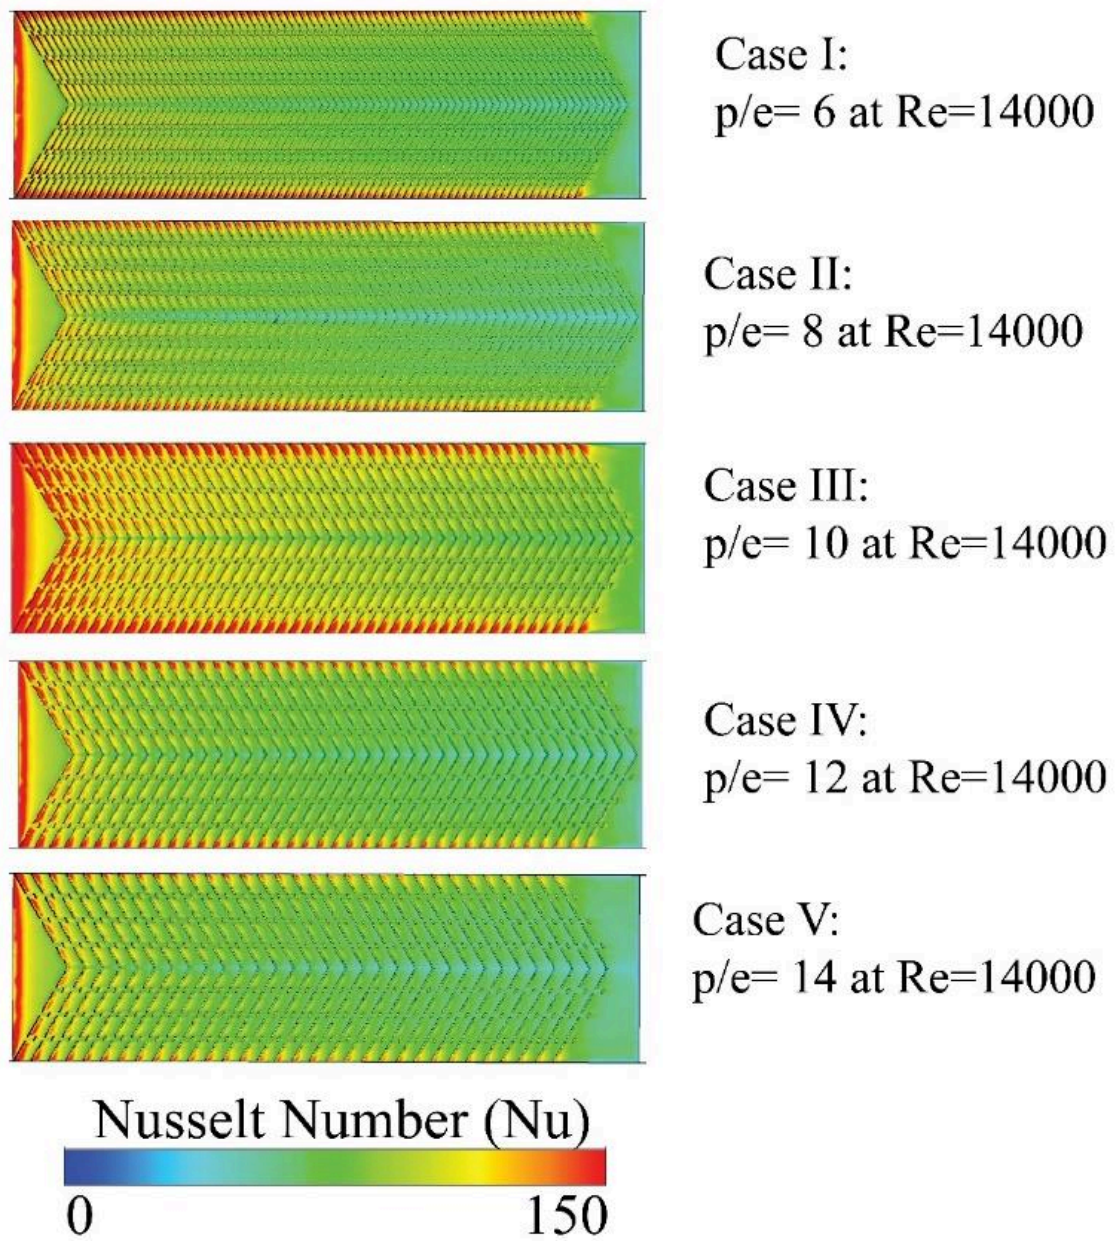 Case I:
p/e= 6 at Re=14000
Case II:
p/e= 8 at Re=14000
Case III:
p/e= 10 at Re=14000
Case IV:
p/e= 12 at Re=14000
Case V:
p/e= 14 at Re=14000
Nusselt Number (Nu)
0 150